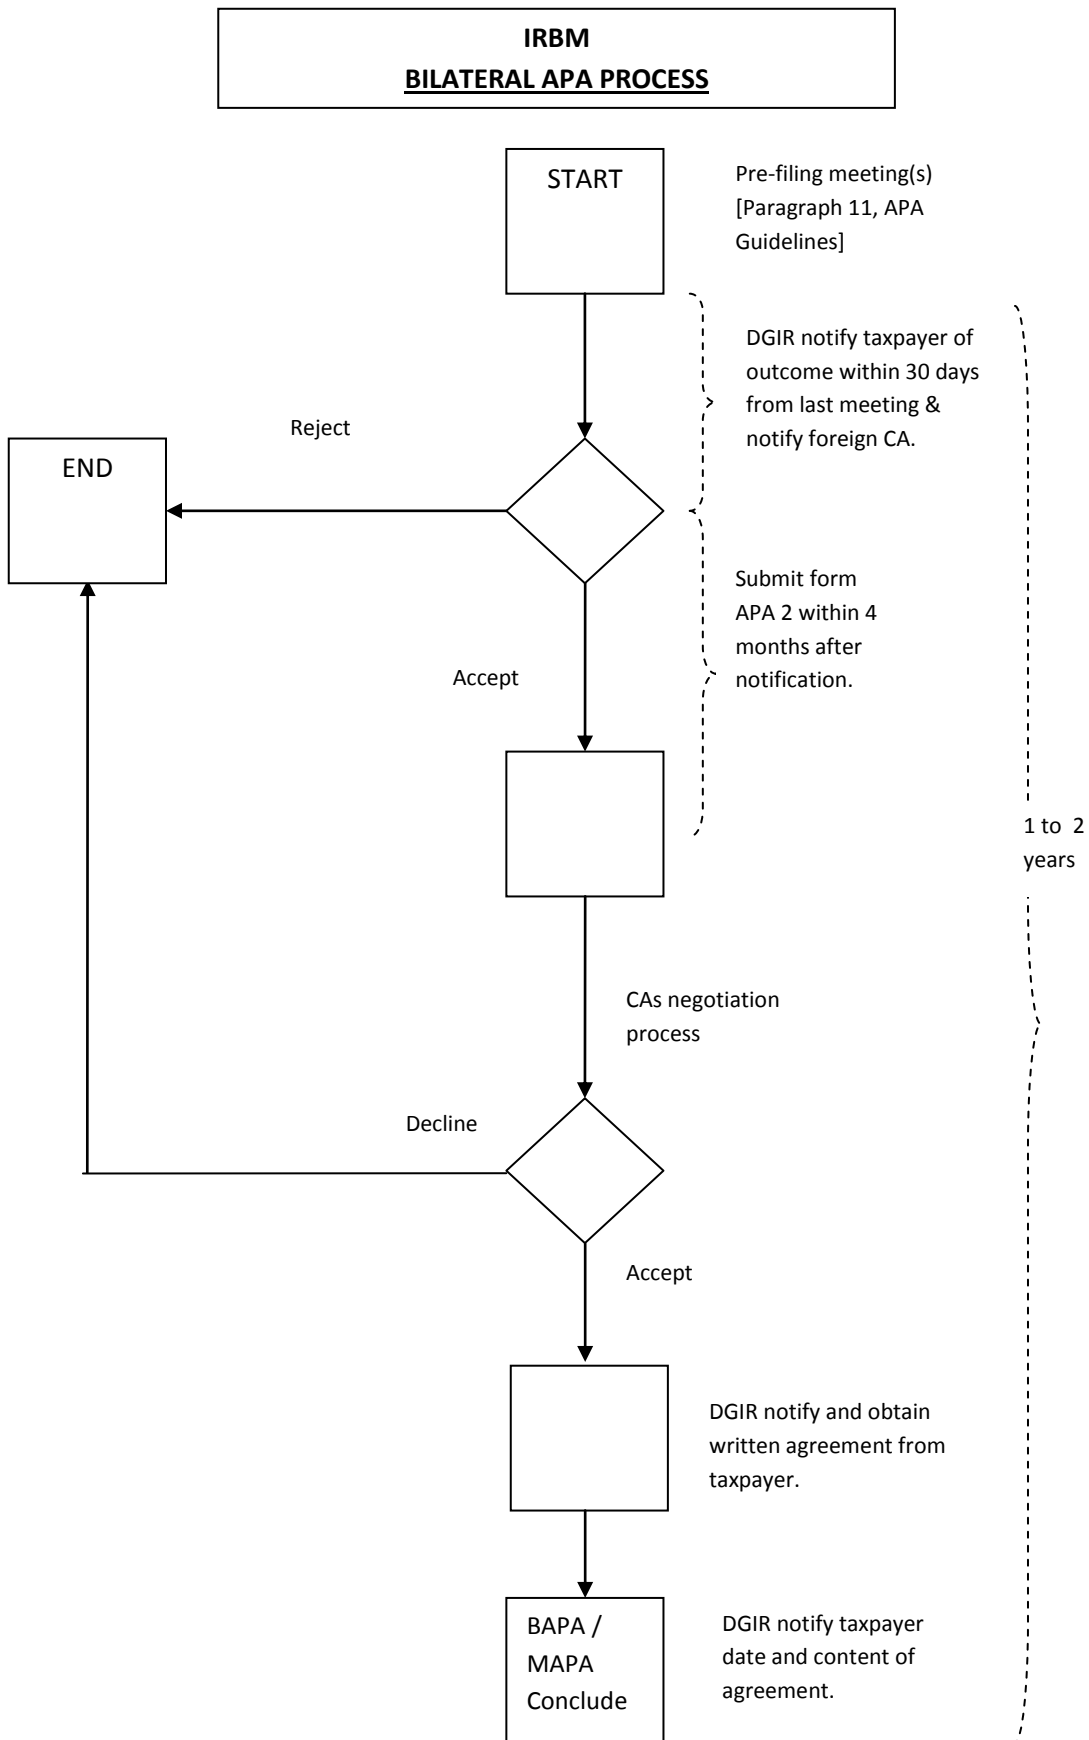 IRBM
BILATERAL APA PROCESS
START
Pre-filing meeting(s)
[Paragraph 11, APA
Guidelines]
DGIR notify taxpayer of
outcome within 30 days
from last meeting &
notify foreign CA.
Reject
END
Submit form
APA 2 within 4
months after
notification.
Accept
1 to 2
years
CAs negotiation
process
Decline
Accept
DGIR notify and obtain
written agreement from
taxpayer.
BAPA /
MAPA
Conclude
DGIR notify taxpayer
date and content of
agreement.